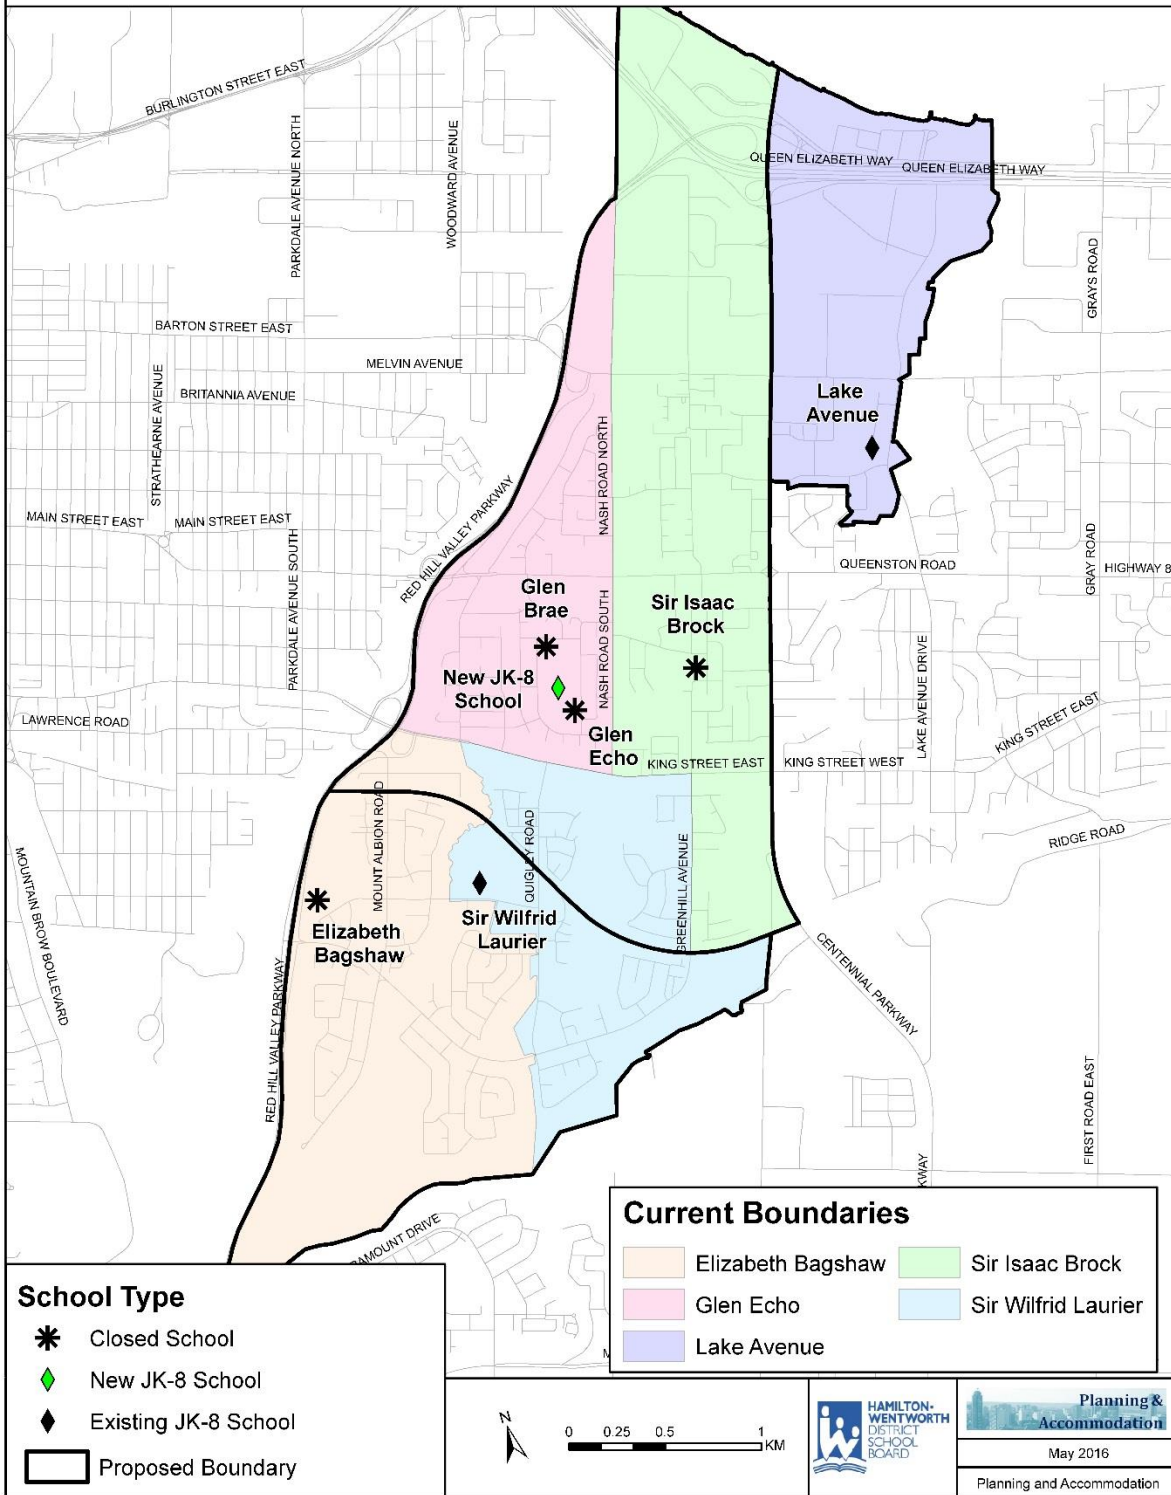 BURLINGTON STREET EAST
PARKDALE AVENUE NORTH
WOODWARD AVENUE
QUEEN ELIZABETH WAY
QUEEN ELIZABETH WAY
GRAYS ROAD
BARTON STREET EAST
MELVIN AVENUE
STRATHEARNE AVENUE
BRITANNIA AVENUE
Lake
Avenue
NASH ROAD NORTH
RED HILL VALLEY PARKWAY
MAIN STREET EAST
MAIN STREET EAST
PARKDALE AVENUE SOUTH
QUEENSTON ROAD
GRAY ROAD
HIGHWAY 8
Glen
Brae
Sir Isaac
Brock
NASH ROAD SOUTH
New JK-8
School
LAKE AVENUE DRIVE
LAWRENCE ROAD
Glen
Echo
KING STREET EAST
KING STREET WEST
KING STREET EAST
MOUNT ALBION ROAD
QUIGLEY ROAD
GREENHILL AVENUE
RIDGE ROAD
MOUNTAIN BROW BOULEVARD
Elizabeth
Bagshaw
Sir Wilfrid
Laurier
CENTENNIAL PARKWAY
RED HILL VALLEY PARKWAY
FIRST ROAD EAST
KWAY
RAMOUNT DRIVE
M
Current Boundaries
Elizabeth Bagshaw
Sir Isaac Brock
Glen Echo
Sir Wilfrid Laurier
Lake Avenue
School Type
Closed School
New JK-8 School
Existing JK-8 School
Proposed Boundary
N
0 0.25 0.5 1
KM
HAMILTON-
WENTWORTH
DISTRICT
SCHOOL
BOARD
Planning &
Accommodation
May 2016
Planning and Accommodation